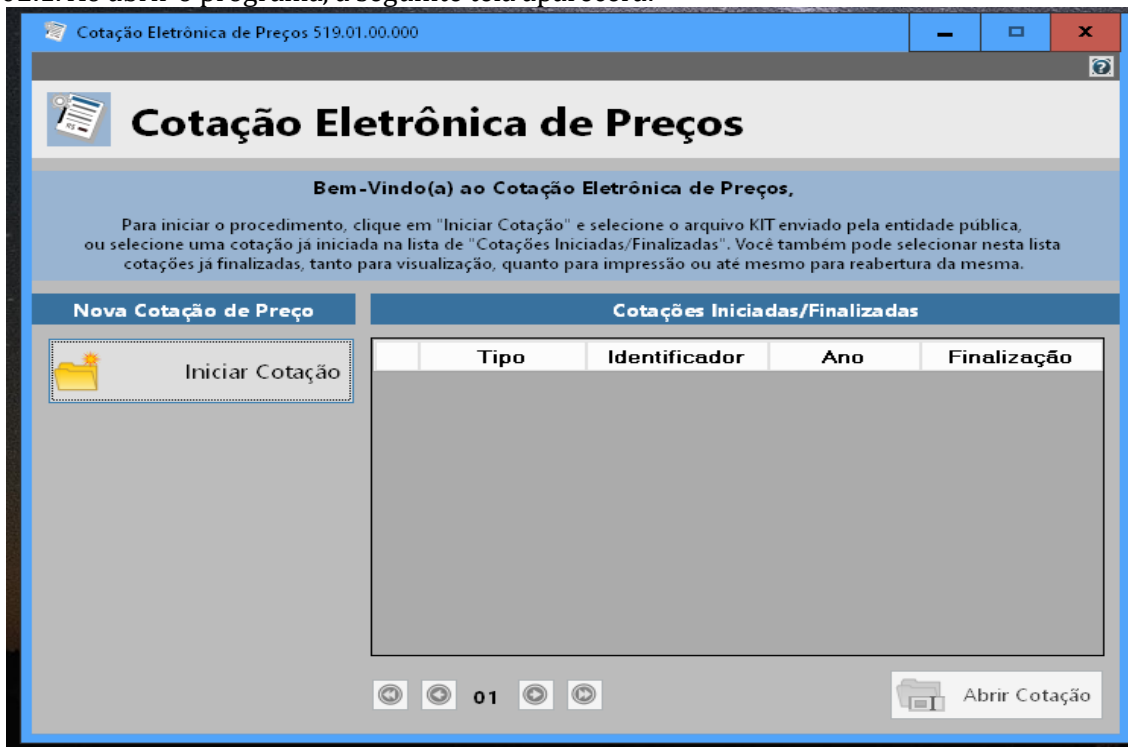 Cotação Eletrônica de Preços 519.01.00.000
Cotação Eletrônica de Preços
Bem-Vindo(a) ao Cotação Eletrônica de Preços,
Para iniciar o procedimento, clique em "Iniciar Cotação" e selecione o arquivo KIT enviado pela entidade pública,
ou selecione uma cotação já iniciada na lista de "Cotações Iniciadas/Finalizadas". Você também pode selecionar nesta lista
cotações já finalizadas, tanto para visualização, quanto para impressão ou até mesmo para reabertura da mesma.
Nova Cotação de Preço
Cotações Iniciadas/Finalizadas
Iniciar Cotação
Tipo Identificador Ano Finalização
01
Abrir Cotação